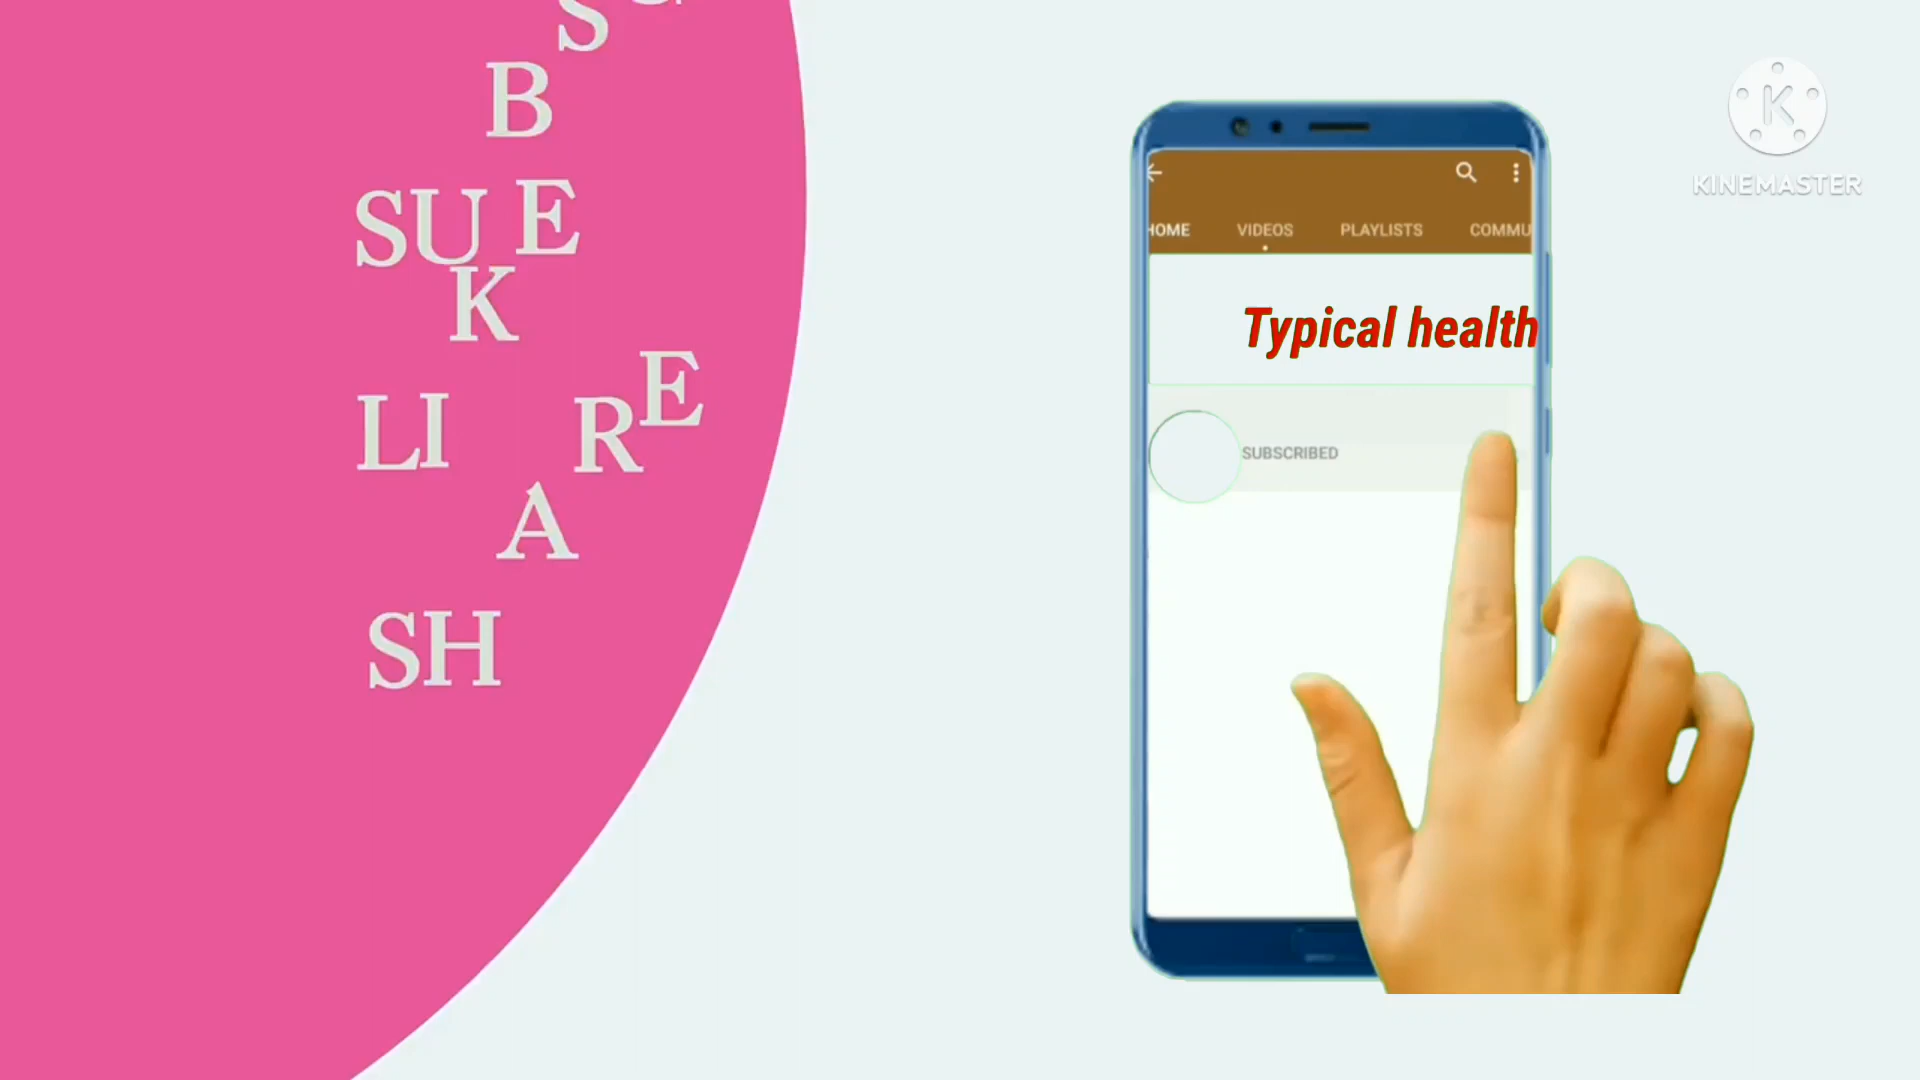 S
B
SU E
K
LI RE
A
SH
KINEMASTER
HOME VIDEOS PLAYLISTS COMMU
Typical health
SUBSCRIBED